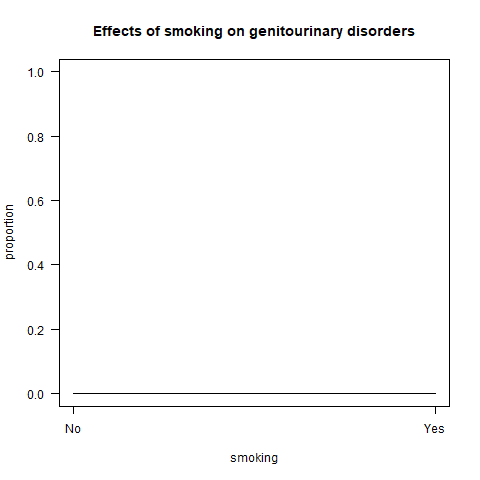 Effects of smoking on genitourinary disorders
1.0
0.8
0.6
0.4
0.2
0.0
proportion
No Yes
smoking